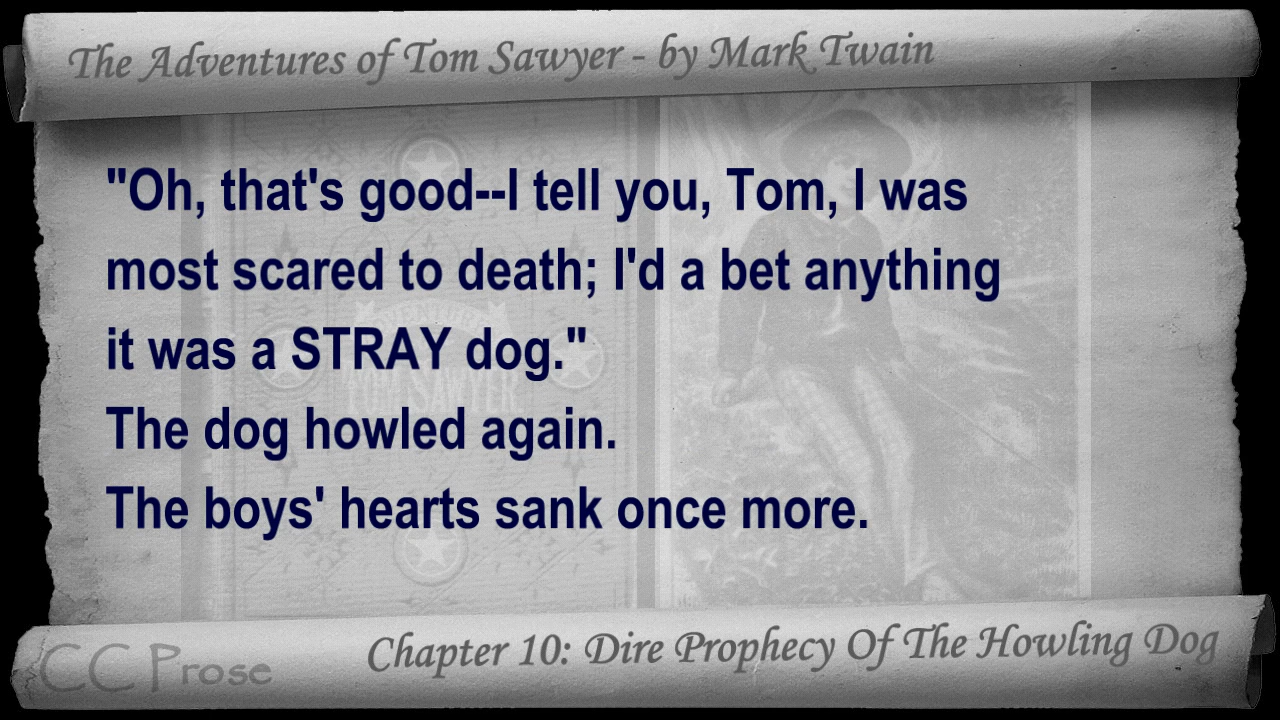 The Adventures of Tom Sawyer - by Mark Twain
"Oh, that's good--I tell you, Tom, I was
most scared to death; I'd a bet anything
it was a STRAY dog."
The dog howled again.
The boys' hearts sank once more.
TOM SAWYER
CC Prose
Chapter 10: Dire Prophecy Of The Howling Dog